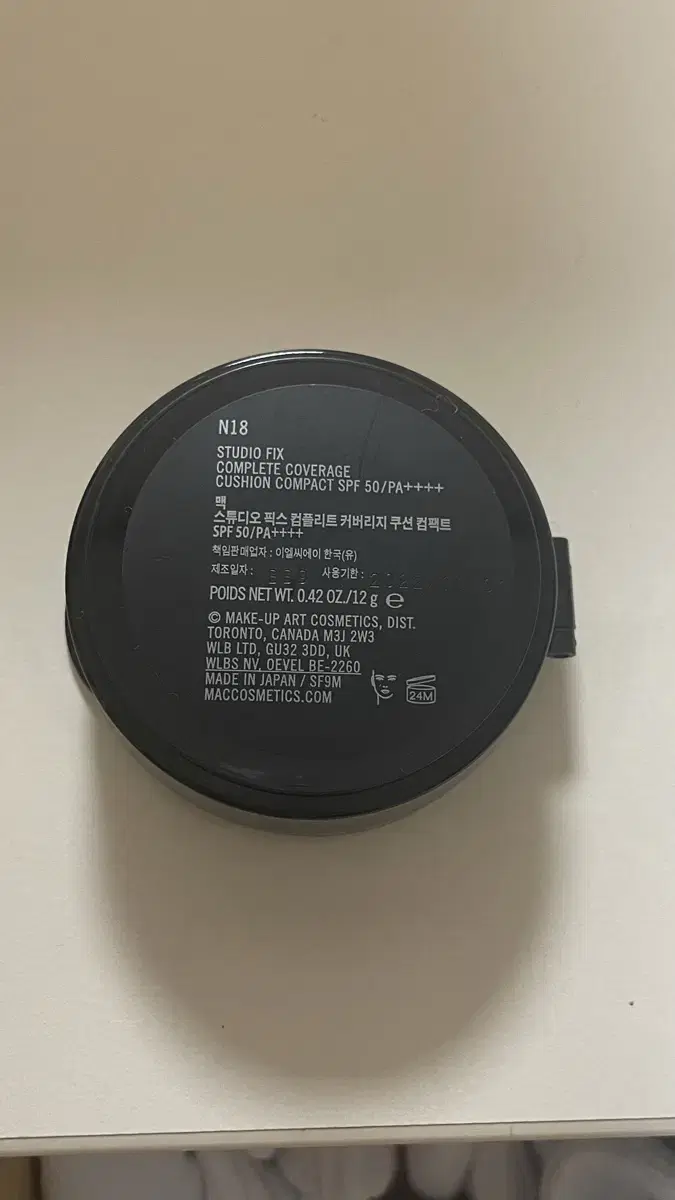 N18
STUDIO FIX
COMPLETE COVERAGE
CUSHION COMPACT SPF 50/PA++++
맥
스튜디오 픽스 컴플리트 커버리지 쿠션 컴팩트
SPF 50/PA++++
책임판매업자 : 이엘씨에이 한국(유)
제조일자 : 사용기한 :
POIDS NET WT. 0.42 OZ./12 g ℮
© MAKE-UP ART COSMETICS, DIST.
TORONTO, CANADA M3J 2W3
WLB LTD, GU32 3DD, UK
WLBS NV. OEVEL BE-2260
MADE IN JAPAN / SF9M
MACCOSMETICS.COM
24M